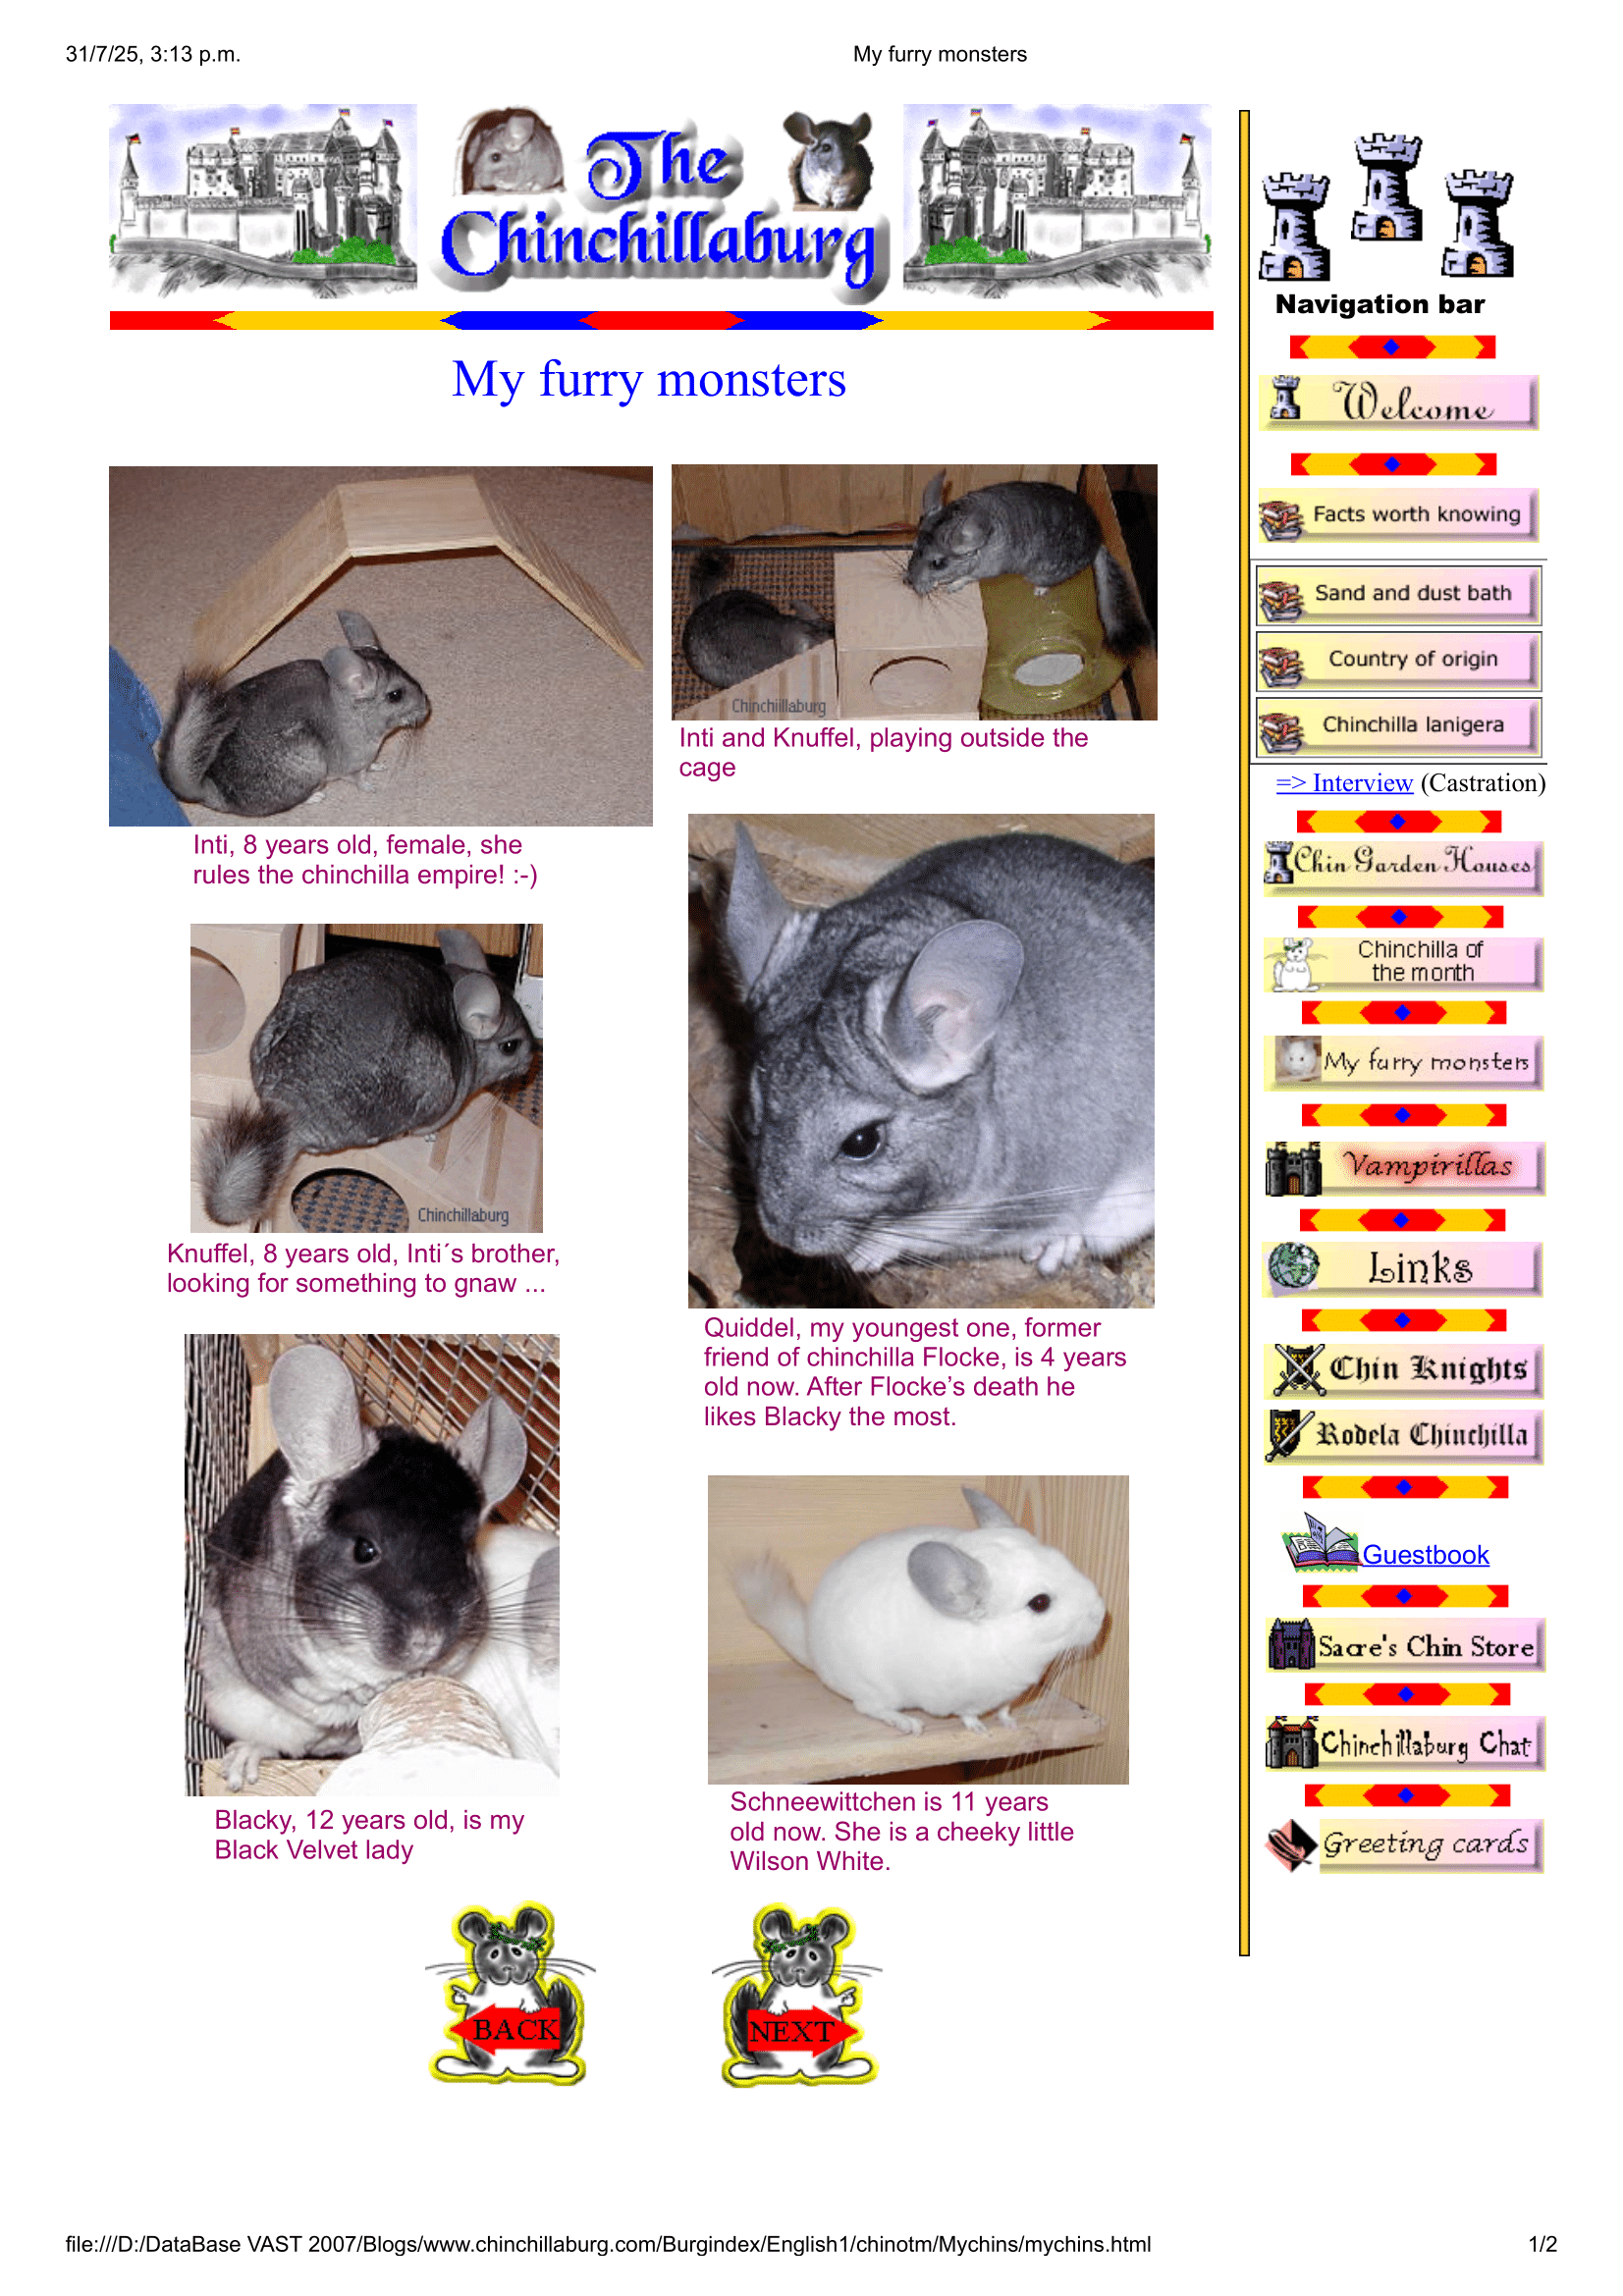 31/7/25, 3:13 p.m.
My furry monsters
The
Chinchillaburg
My furry monsters
Chinchillaburg
Inti and Knuffel, playing outside the
cage
Inti, 8 years old, female, she
rules the chinchilla empire! :-)
Chinchillaburg
Knuffel, 8 years old, Inti´s brother,
looking for something to gnaw ...
Quiddel, my youngest one, former
friend of chinchilla Flocke, is 4 years
old now. After Flocke’s death he
likes Blacky the most.
Blacky, 12 years old, is my
Black Velvet lady
Schneewittchen is 11 years
old now. She is a cheeky little
Wilson White.
BACK
NEXT
Navigation bar
Welcome
Facts worth knowing
Sand and dust bath
Country of origin
Chinchilla lanigera
=> Interview (Castration)
Chin Garden Houses
Chinchilla of
the month
My furry monsters
Vampirillas
Links
Chin Knights
Rodela Chinchilla
Guestbook
Sacre's Chin Store
Chinchillaburg Chat
Greeting cards
file:///D:/DataBase VAST 2007/Blogs/www.chinchillaburg.com/Burgindex/English1/chinotm/Mychins/mychins.html
1/2